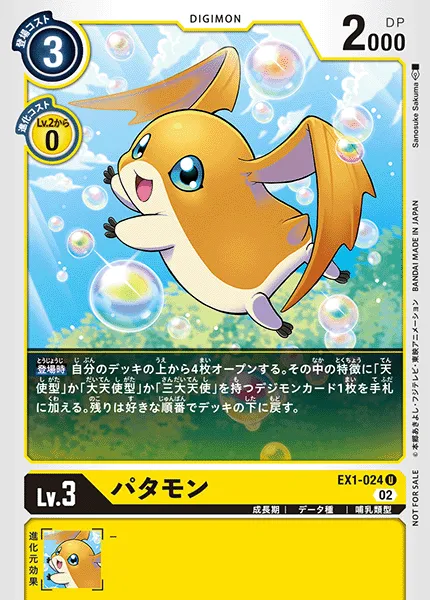 DIGIMON
登場コスト
3
DP
2000
進化コスト
Lv.2から
0
Sanosuke Sakuma
©本郷あきよし・フジテレビ・東映アニメーション BANDAI MADE IN JAPAN
NOT FOR SALE
登場時 自分のデッキの上から4枚オープンする。その中の特徴に「天
使型」か「大天使型」か「三大天使」を持つデジモンカード1枚を手札
に加える。残りは好きな順番でデッキの下に戻す。
EX1-024 U
Lv.3
パタモン
02
成長期 データ種 哺乳類型
進化元効果
–